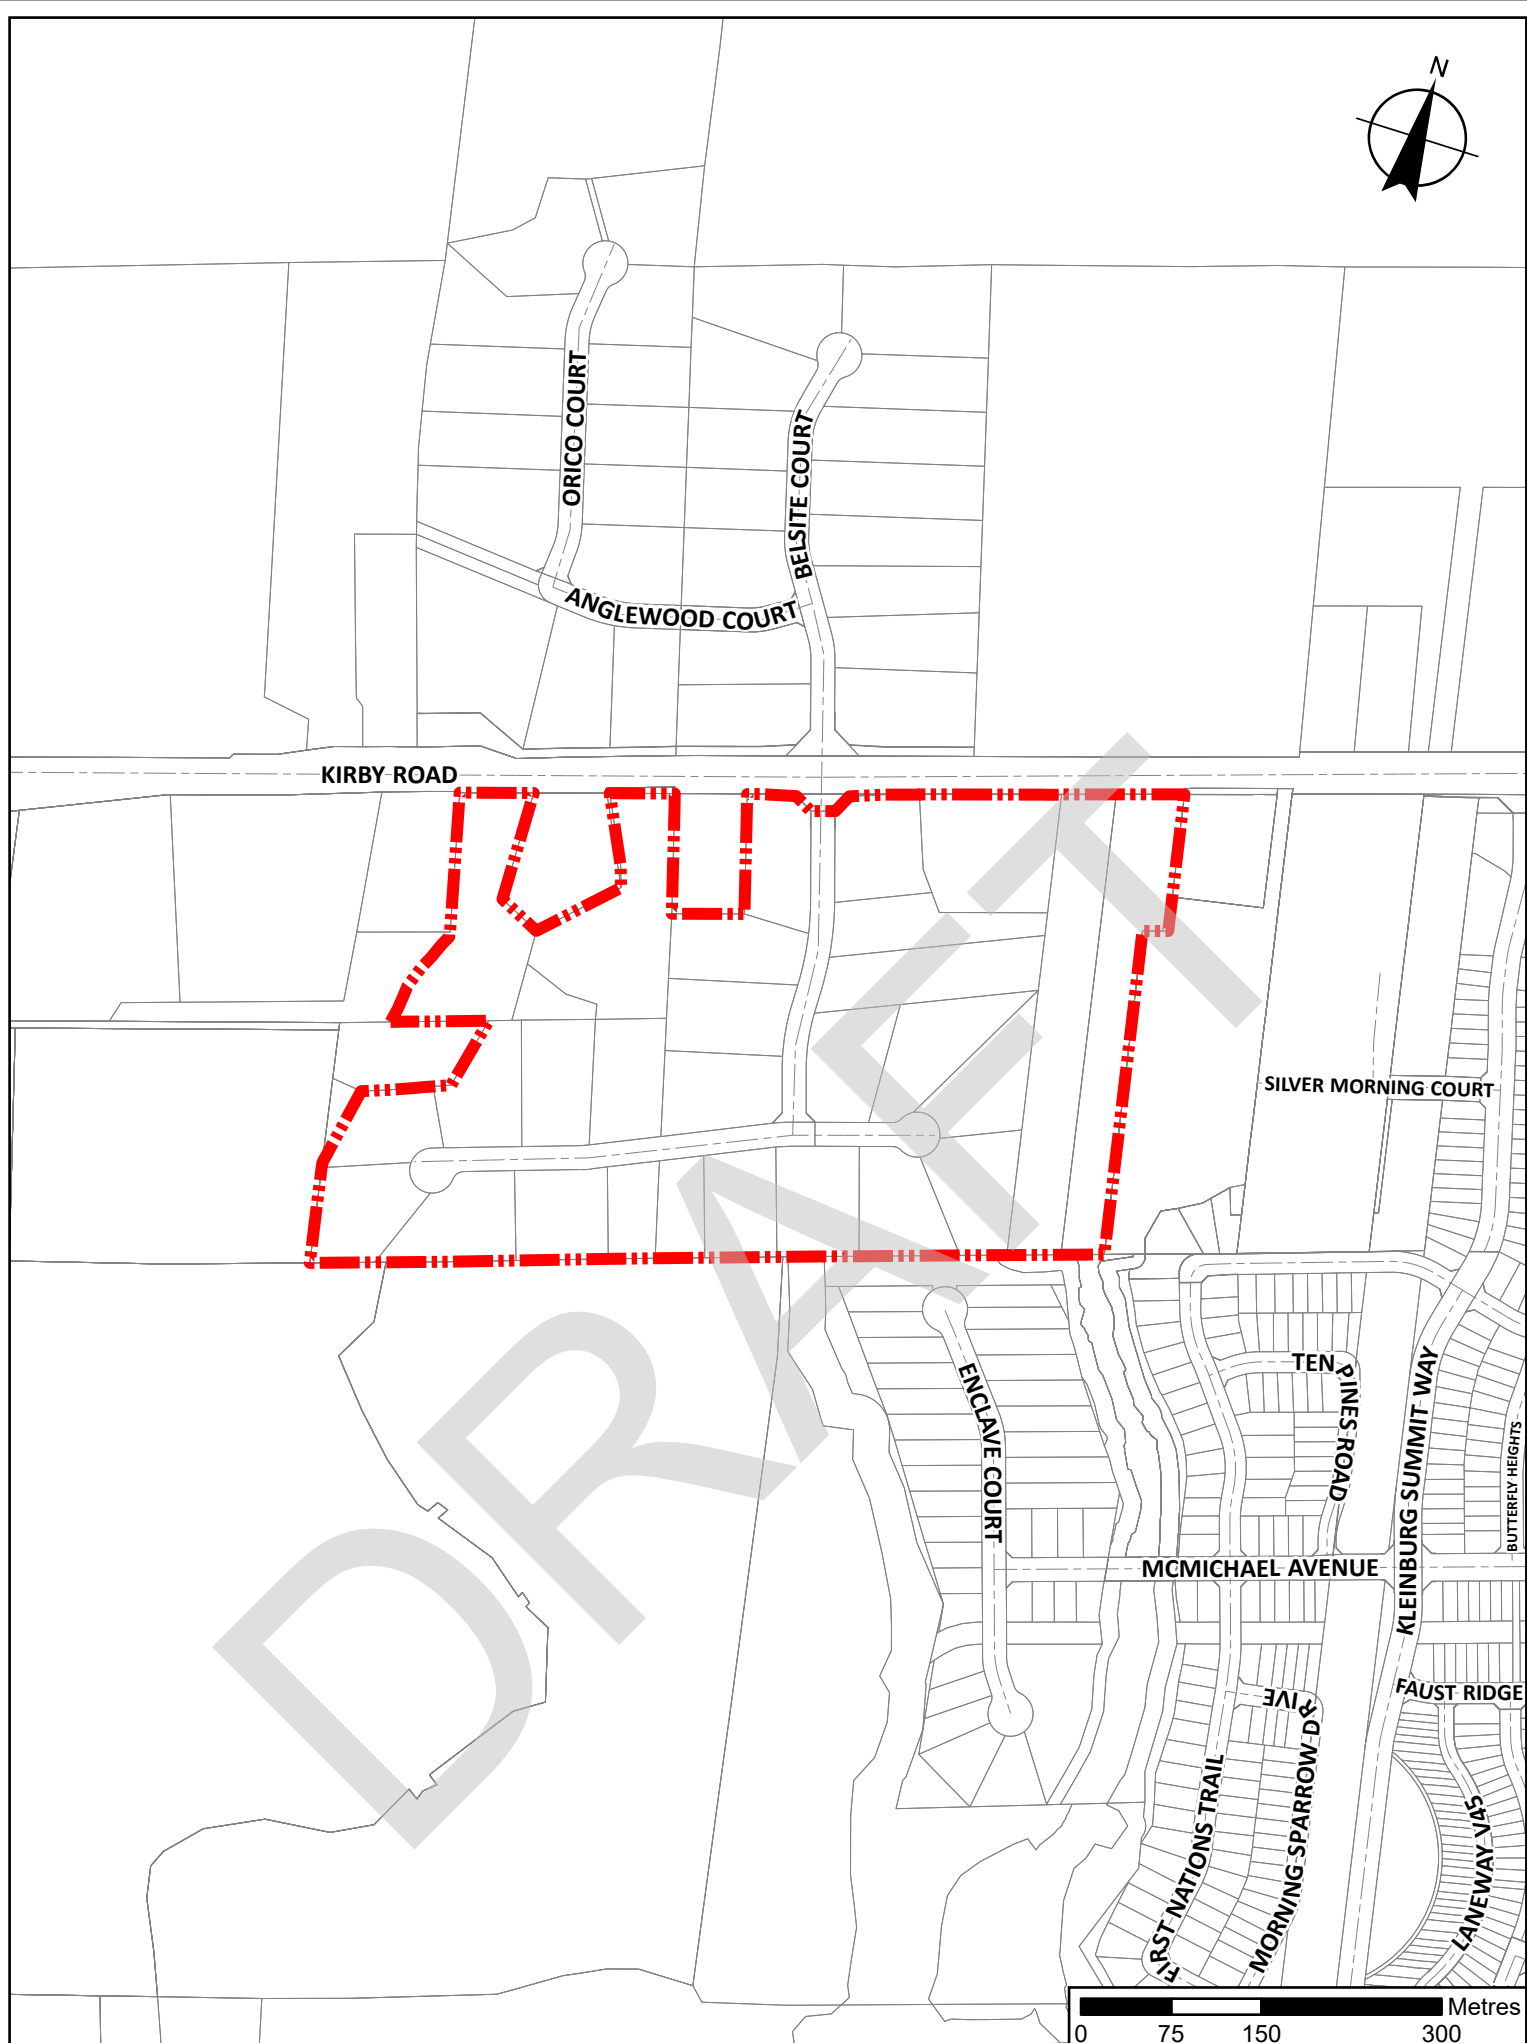 N
ORICO COURT
BELSITE COURT
ANGLEWOOD COURT
KIRBY ROAD
DRAFT
SILVER MORNING COURT
TEN PINES ROAD
ENCLAVE COURT
KLEINBURG SUMMIT WAY
BUTTERFLY HEIGHTS
MCMICHAEL AVENUE
FAUST RIDGE
MORNING SPARROW DRIVE
FIRST NATIONS TRAIL
LANEWAY V45
Metres
0 75 150 300